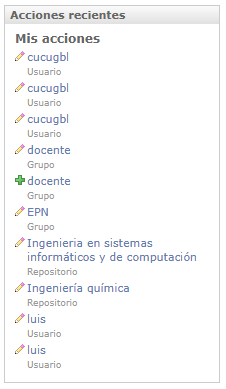 Acciones recientes
Mis acciones
cucugbl
Usuario
cucugbl
Usuario
cucugbl
Usuario
docente
Grupo
docente
Grupo
EPN
Grupo
Ingenieria en sistemas
informáticos y de computación
Repositorio
Ingeniería química
Repositorio
luis
Usuario
luis
Usuario